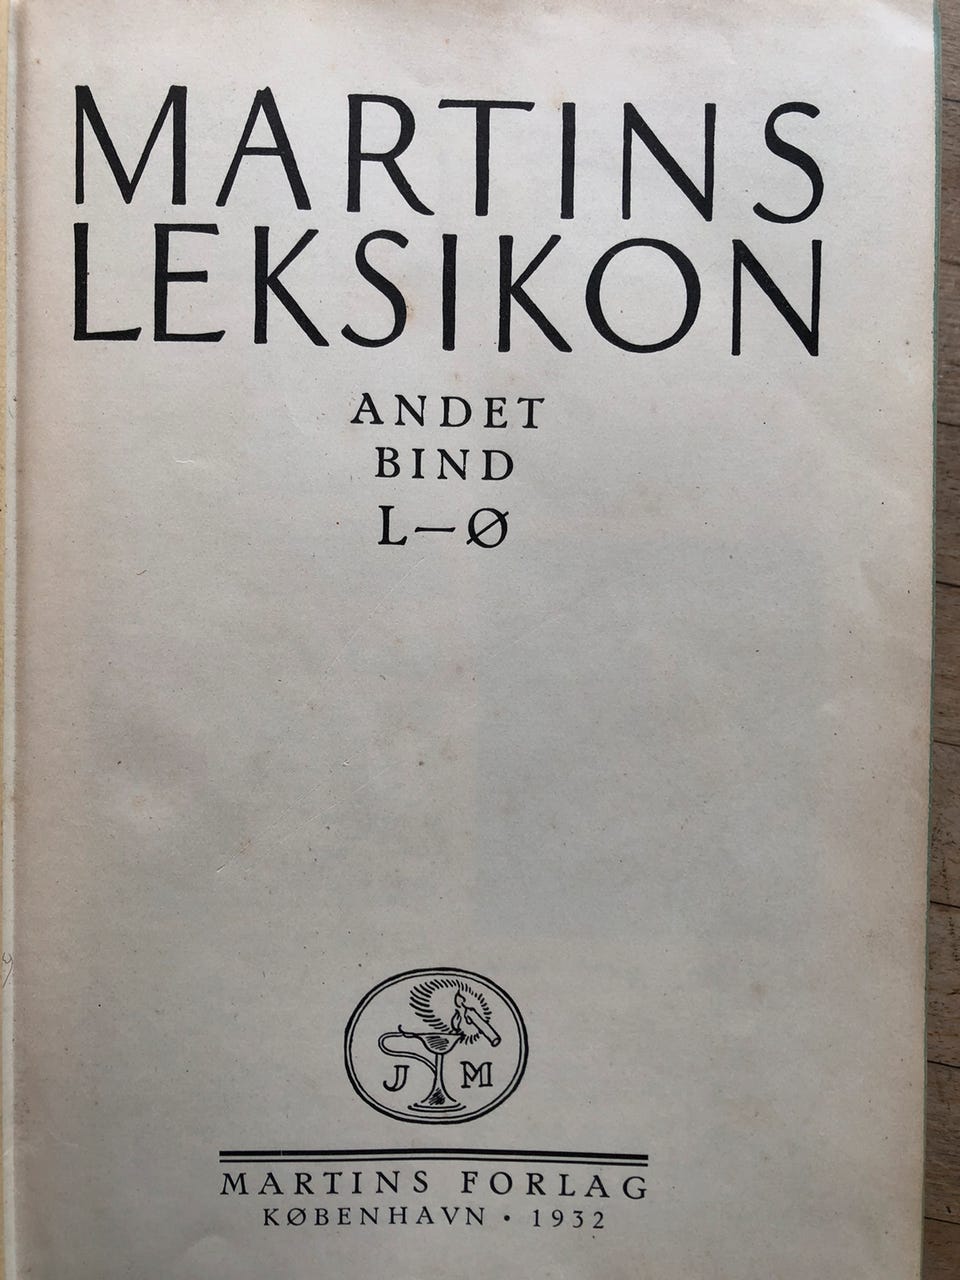 MARTINS
LEKSIKON
ANDET
BIND
L—Ø
J M
MARTINS FORLAG
KØBENHAVN • 1932